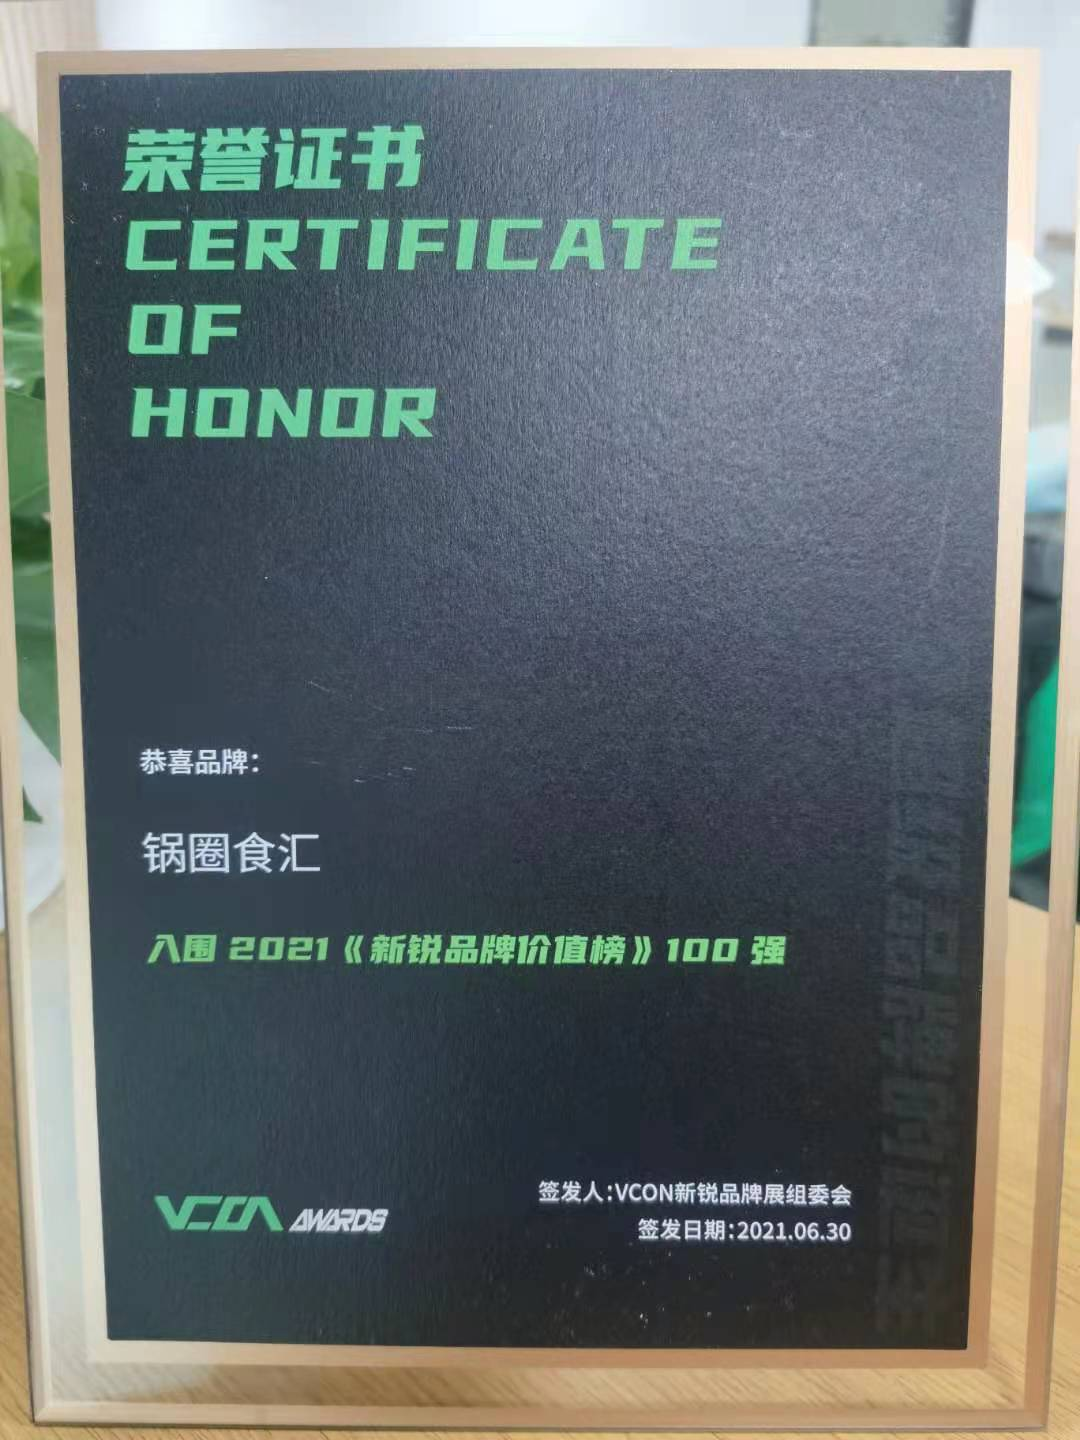 荣誉证书
CERTIFICATE
OF
HONOR
恭喜品牌：
锅圈食汇
入围 2021《新锐品牌价值榜》100 强
VCON AWARDS
签发人：VCON新锐品牌展组委会
签发日期：2021.06.30